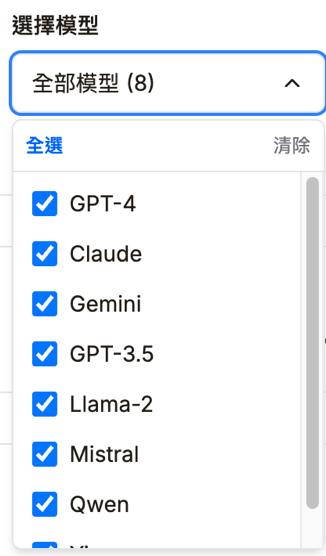 選擇模型
全部模型 (8)
全選 清除
GPT-4
Claude
Gemini
GPT-3.5
Llama-2
Mistral
Qwen